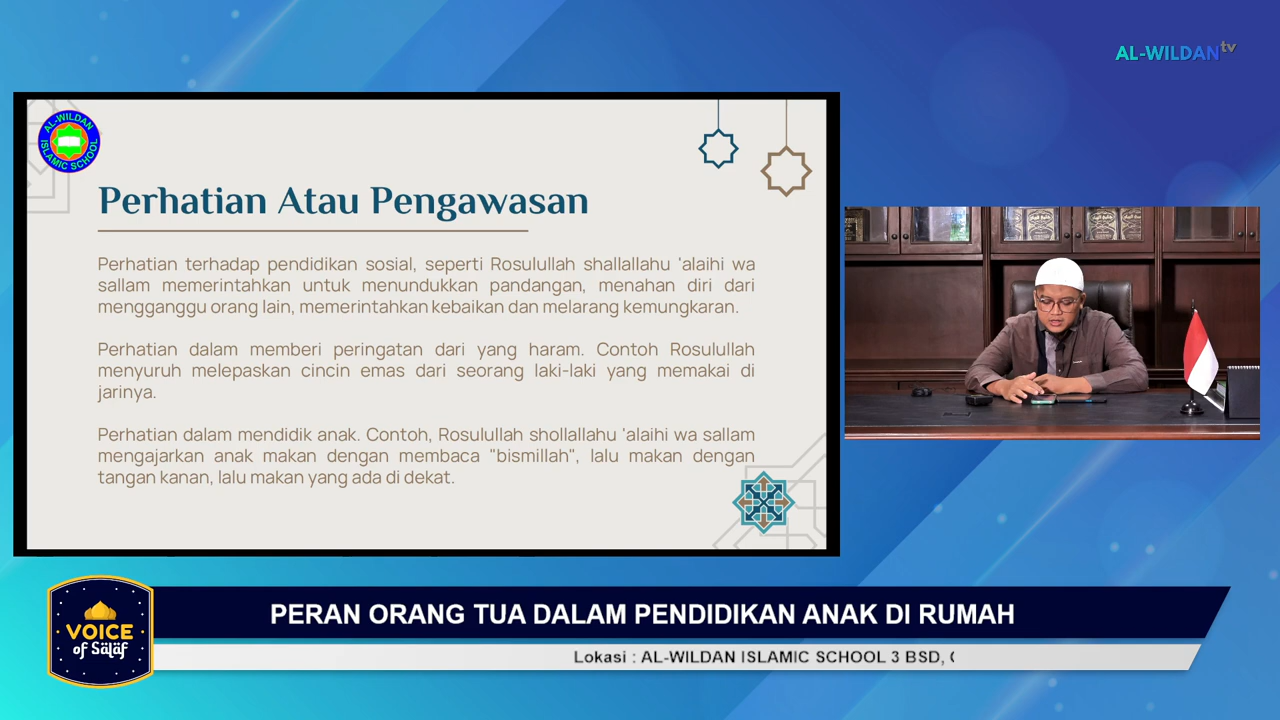 AL-WILDAN tv
AL-WILDAN
ISLAMIC SCHOOL
Perhatian Atau Pengawasan
Perhatian terhadap pendidikan sosial, seperti Rosulullah shallallahu 'alaihi wa
sallam memerintahkan untuk menundukkan pandangan, menahan diri dari
mengganggu orang lain, memerintahkan kebaikan dan melarang kemungkaran.
Perhatian dalam memberi peringatan dari yang haram. Contoh Rosulullah
menyuruh melepaskan cincin emas dari seorang laki-laki yang memakai di
jarinya.
Perhatian dalam mendidik anak. Contoh, Rosulullah shollallahu 'alaihi wa sallam
mengajarkan anak makan dengan membaca "bismillah", lalu makan dengan
tangan kanan, lalu makan yang ada di dekat.
VOICE
of Säläf
PERAN ORANG TUA DALAM PENDIDIKAN ANAK DI RUMAH
Lokasi : AL-WILDAN ISLAMIC SCHOOL 3 BSD,